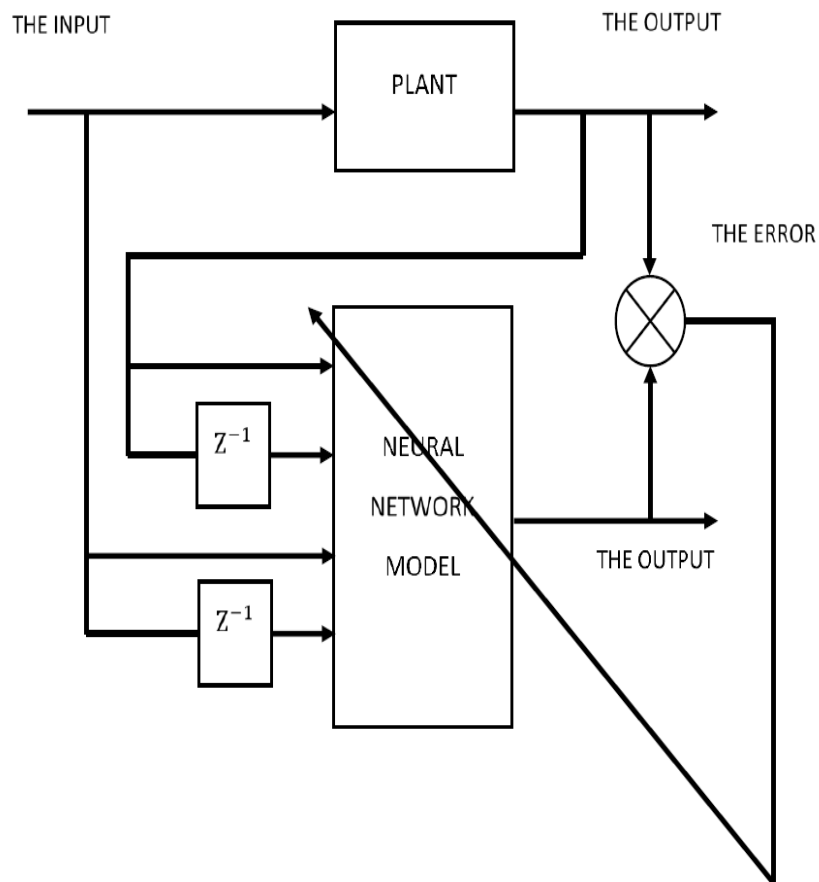 THE INPUT
THE OUTPUT
PLANT
THE ERROR
Z⁻¹
NEURAL
NETWORK
MODEL
THE OUTPUT
Z⁻¹